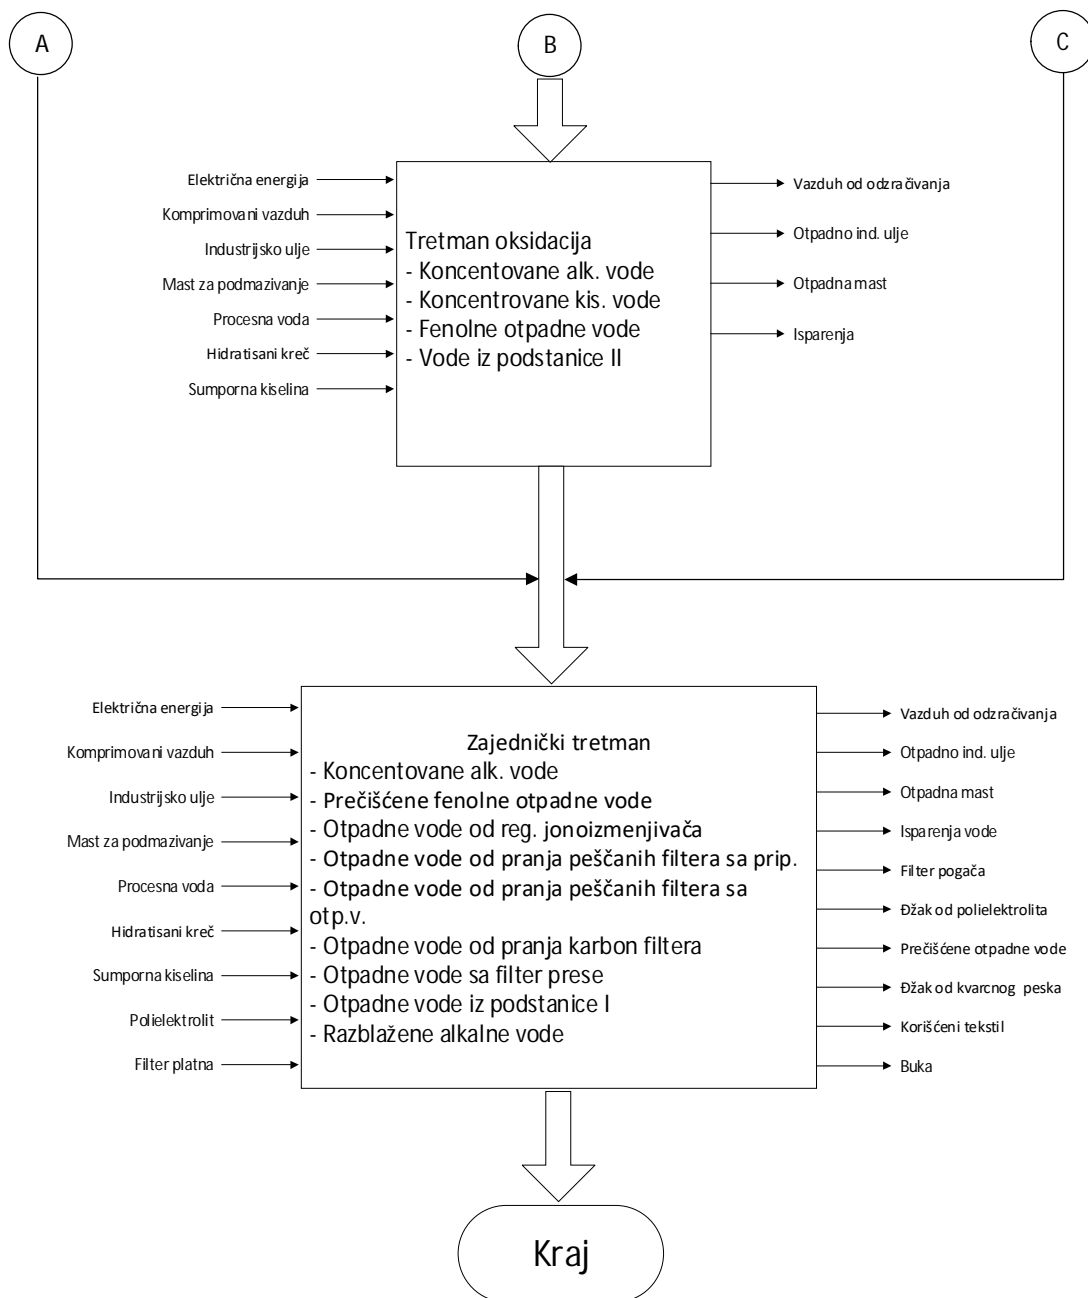 A
B
C
Električna energija
Komprimovani vazduh
Industrijsko ulje
Mast za podmazivanje
Procesna voda
Hidratisani kreč
Sumporna kiselina
Tretman oksidacija
- Koncentovane alk. vode
- Koncentrovane kis. vode
- Fenolne otpadne vode
- Vode iz podstanice II
Vazduh od odzračivanja
Otpadno ind. ulje
Otpadna mast
Isparenja
Električna energija
Komprimovani vazduh
Industrijsko ulje
Mast za podmazivanje
Procesna voda
Hidratisani kreč
Sumporna kiselina
Polielektrolit
Filter platna
Zajednički tretman
- Koncentovane alk. vode
- Prečišćene fenolne otpadne vode
- Otpadne vode od reg. jonoizmenjivača
- Otpadne vode od pranja peščanih filtera sa prip.
- Otpadne vode od pranja peščanih filtera sa
otp.v.
- Otpadne vode od pranja karbon filtera
- Otpadne vode sa filter prese
- Otpadne vode iz podstanice I
- Razblažene alkalne vode
Vazduh od odzračivanja
Otpadno ind. ulje
Otpadna mast
Isparenja vode
Filter pogača
Džak od polielektrolita
Prečišćene otpadne vode
Džak od kvarcnog peska
Korišćeni tekstil
Buka
Kraj